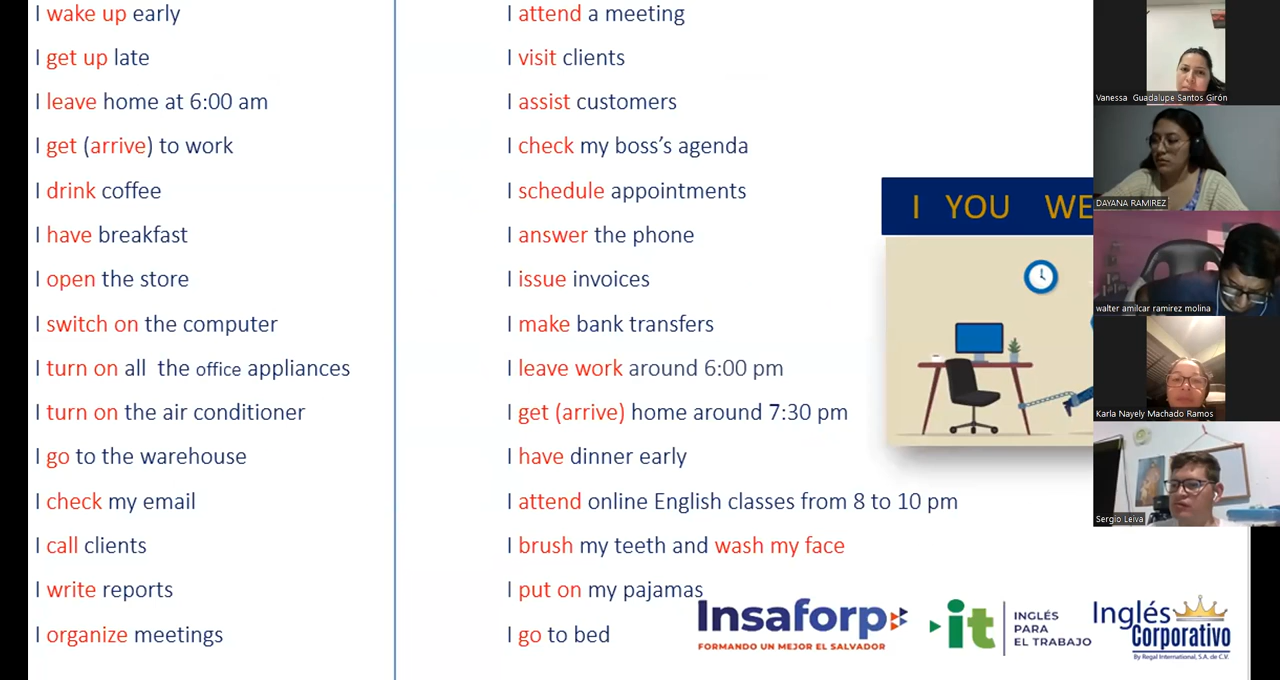 I wake up early
I get up late
I leave home at 6:00 am
I get (arrive) to work
I drink coffee
I have breakfast
I open the store
I switch on the computer
I turn on all the office appliances
I turn on the air conditioner
I go to the warehouse
I check my email
I call clients
I write reports
I organize meetings
I attend a meeting
I visit clients
I assist customers
I check my boss's agenda
I schedule appointments
I answer the phone
I issue invoices
I make bank transfers
I leave work around 6:00 pm
I get (arrive) home around 7:30 pm
I have dinner early
I attend online English classes from 8 to 10 pm
I brush my teeth and wash my face
I put on my pajamas
I go to bed
I YOU WE
Vanessa Guadalupe Santos Girón
DAYANA RAMIREZ
walter amilcar ramirez molina
Karla Nayely Machado Ramos
Sergio Leiva
Insaforp
FORMANDO UN MEJOR EL SALVADOR
it
INGLÉS
PARA
EL TRABAJO
Inglés
Corporativo
By Regal International, S.A. de C.V.